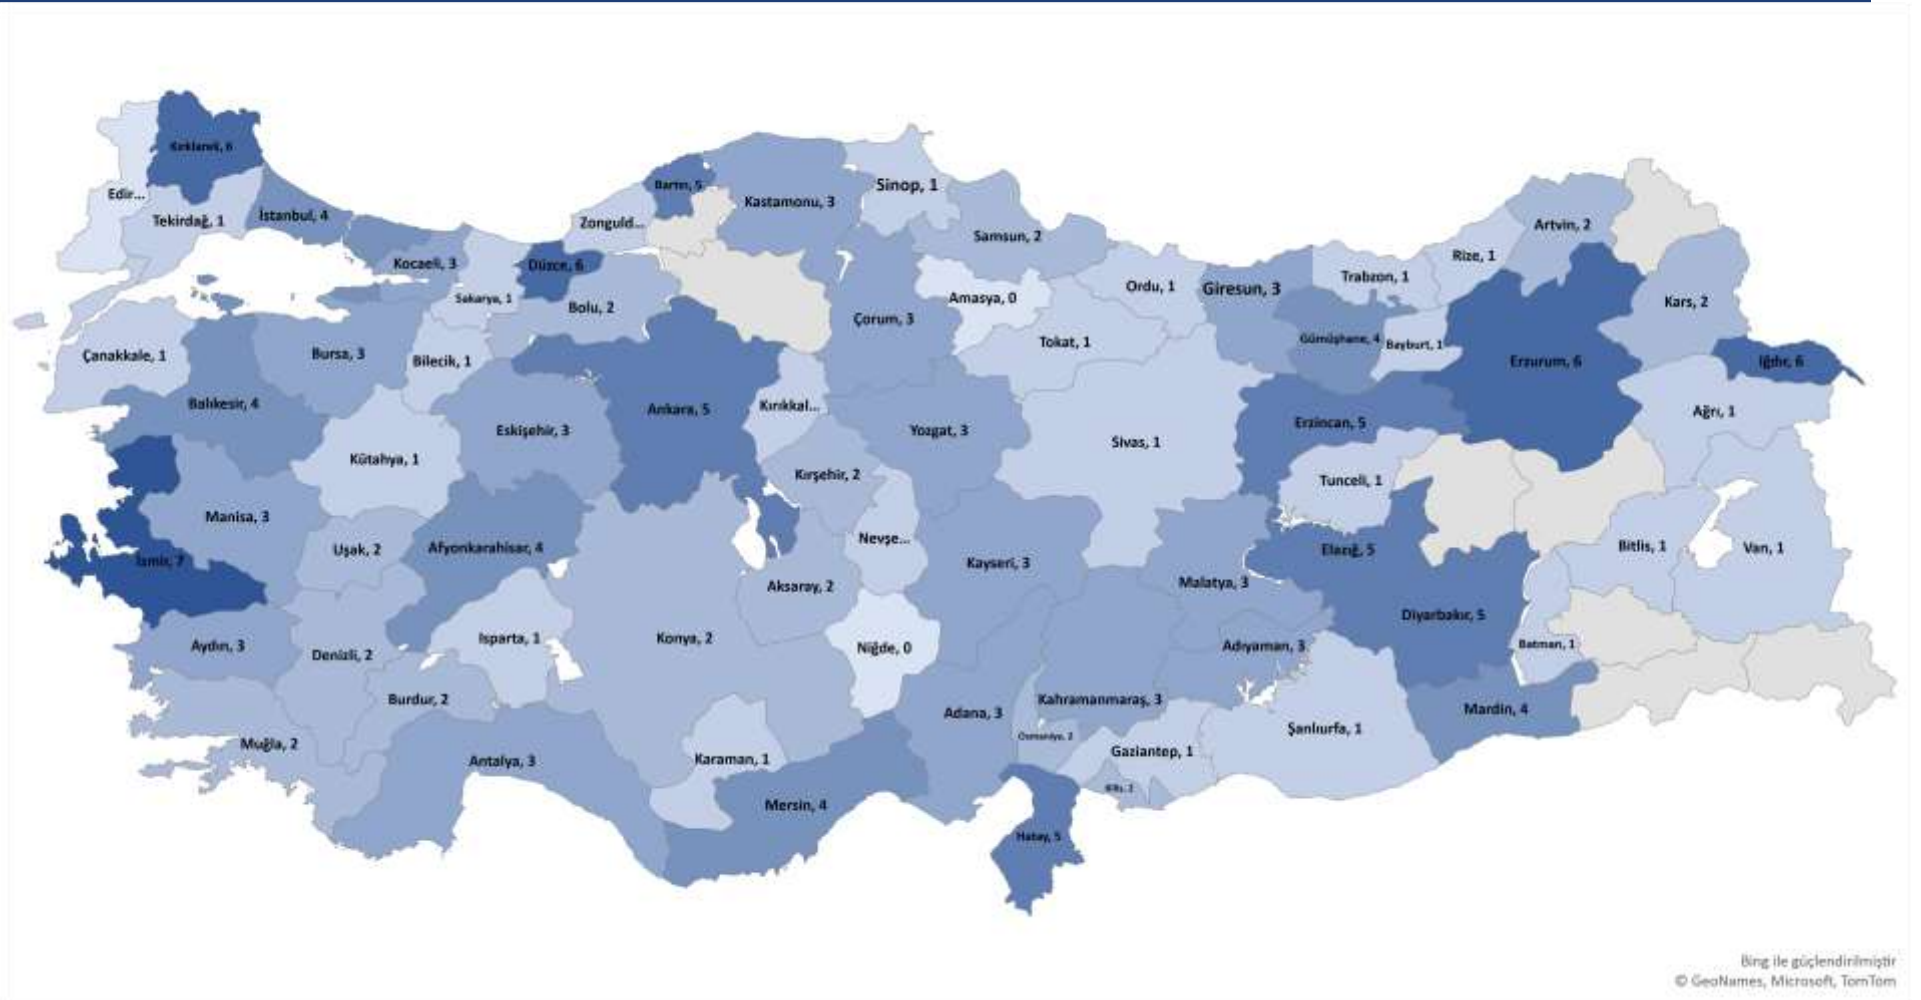 Kırklareli, 6
Edir...
Tekirdağ, 1
İstanbul, 4
Kocaeli, 3
Sakarya, 1
Düzce, 6
Bolu, 2
Zonguld...
Bartın, 5
Kastamonu, 3
Sinop, 1
Samsun, 2
Amasya, 0
Çorum, 3
Tokat, 1
Ordu, 1
Giresun, 3
Trabzon, 1
Rize, 1
Artvin, 2
Gümüşhane, 4
Bayburt, 1
Erzurum, 6
Kars, 2
Iğdır, 6
Ağrı, 1
Çanakkale, 1
Balıkesir, 4
Bursa, 3
Bilecik, 1
Eskişehir, 3
Kütahya, 1
Ankara, 5
Kırıkkal...
Kırşehir, 2
Yozgat, 3
Sivas, 1
Erzincan, 5
Tunceli, 1
Manisa, 3
Uşak, 2
Afyonkarahisar, 4
İzmir, 7
Nevşe...
Aksaray, 2
Kayseri, 3
Malatya, 3
Elazığ, 5
Diyarbakır, 5
Bitlis, 1
Van, 1
Batman, 1
Aydın, 3
Denizli, 2
Isparta, 1
Burdur, 2
Konya, 2
Niğde, 0
Adıyaman, 3
Kahramanmaraş, 3
Adana, 3
Osmaniye, 2
Gaziantep, 1
Kilis, 2
Şanlıurfa, 1
Mardin, 4
Muğla, 2
Antalya, 3
Karaman, 1
Mersin, 4
Hatay, 5
Bing ile güçlendirilmiştir
© GeoNames, Microsoft, TomTom